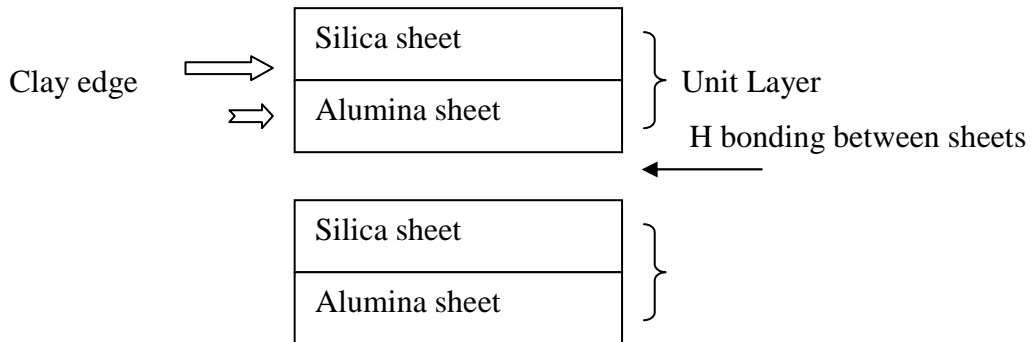 Silica sheet
Clay edge
Unit Layer
Alumina sheet
H bonding between sheets
Silica sheet
Alumina sheet